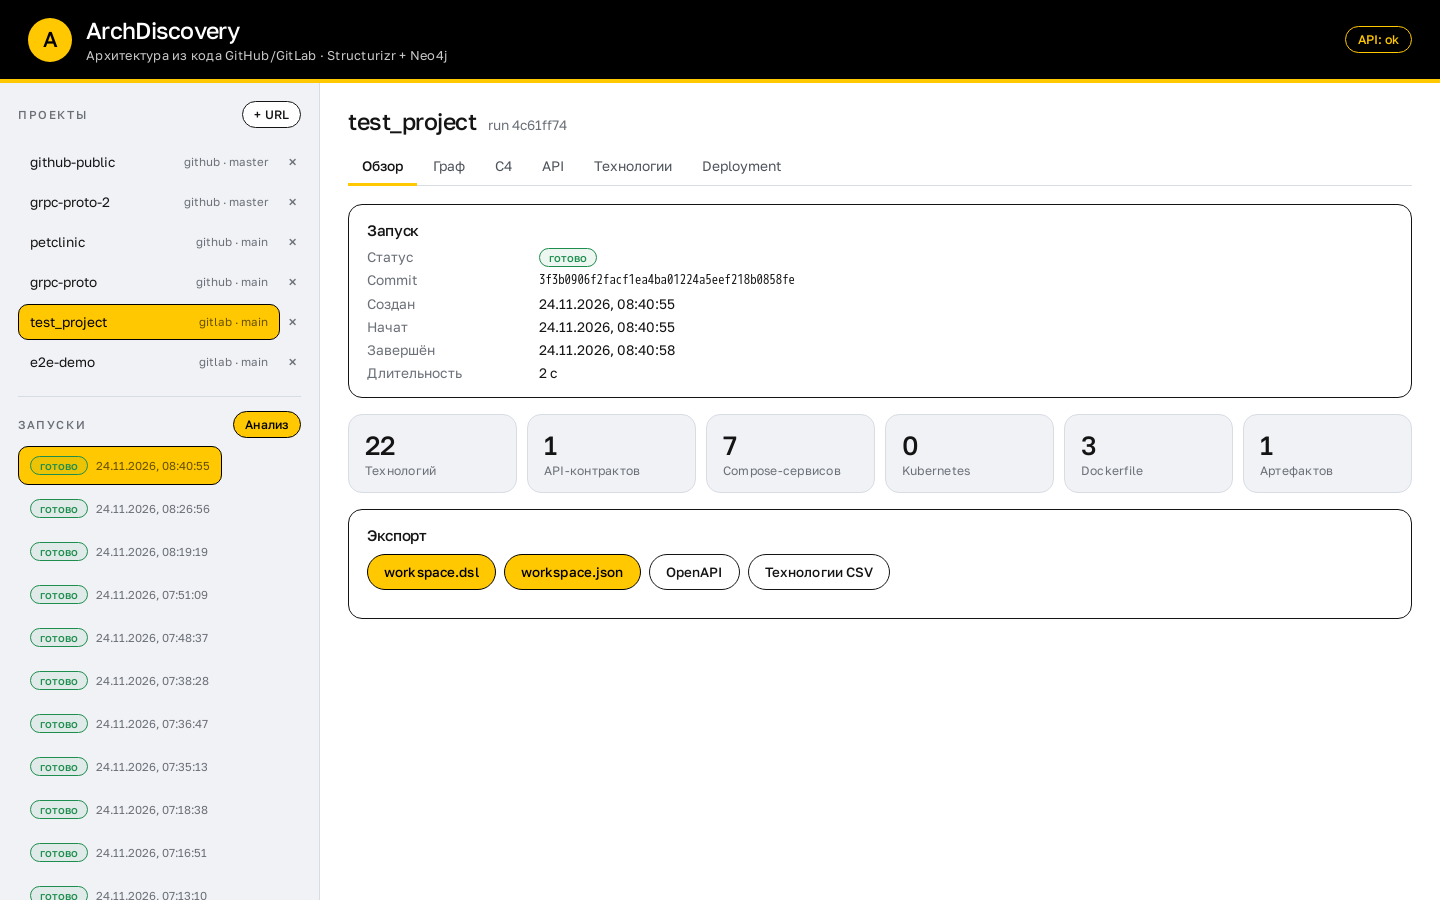 A
ArchDiscovery
Архитектура из кода GitHub/GitLab · Structurizr + Neo4j
API: ok
ПРОЕКТЫ
+ URL
github-public github · master ×
grpc-proto-2 github · master ×
petclinic github · main ×
grpc-proto github · main ×
test_project gitlab · main ×
e2e-demo gitlab · main ×
ЗАПУСКИ
Анализ
готово 24.11.2026, 08:40:55
готово 24.11.2026, 08:26:56
готово 24.11.2026, 08:19:19
готово 24.11.2026, 07:51:09
готово 24.11.2026, 07:48:37
готово 24.11.2026, 07:38:28
готово 24.11.2026, 07:36:47
готово 24.11.2026, 07:35:13
готово 24.11.2026, 07:18:38
готово 24.11.2026, 07:16:51
готово 24.11.2026, 07:13:10
test_project run 4c61ff74
Обзор Граф C4 API Технологии Deployment
Запуск
Статус готово
Commit 3f3b0906f2facf1ea4ba01224a5eef218b0858fe
Создан 24.11.2026, 08:40:55
Начат 24.11.2026, 08:40:55
Завершён 24.11.2026, 08:40:58
Длительность 2 с
22
Технологий
1
API-контрактов
7
Compose-сервисов
0
Kubernetes
3
Dockerfile
1
Артефактов
Экспорт
workspace.dsl workspace.json OpenAPI Технологии CSV